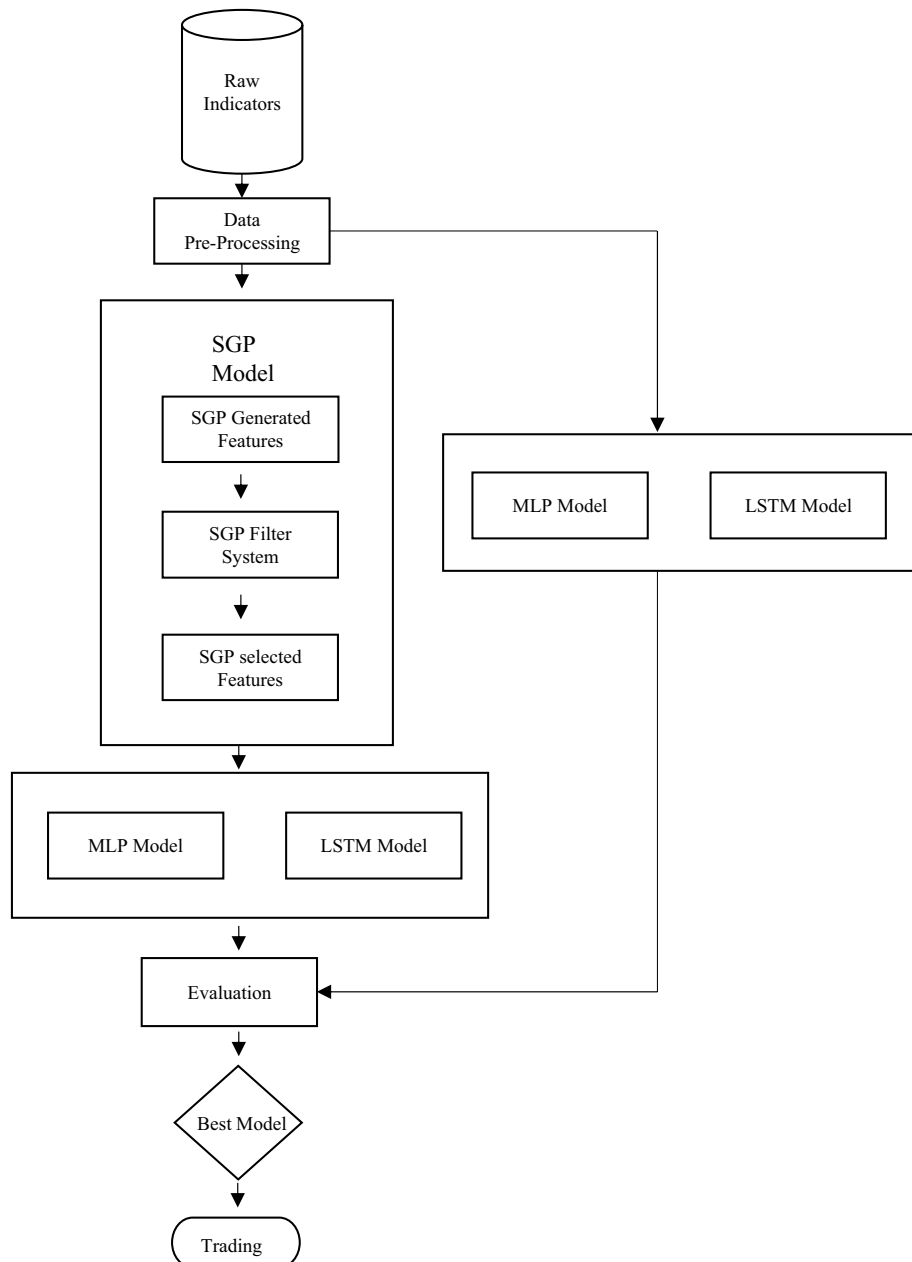 Raw
Indicators
Data
Pre-Processing
SGP
Model
SGP Generated
Features
SGP Filter
System
SGP selected
Features
MLP Model
LSTM Model
MLP Model
LSTM Model
Evaluation
Best Model
Trading